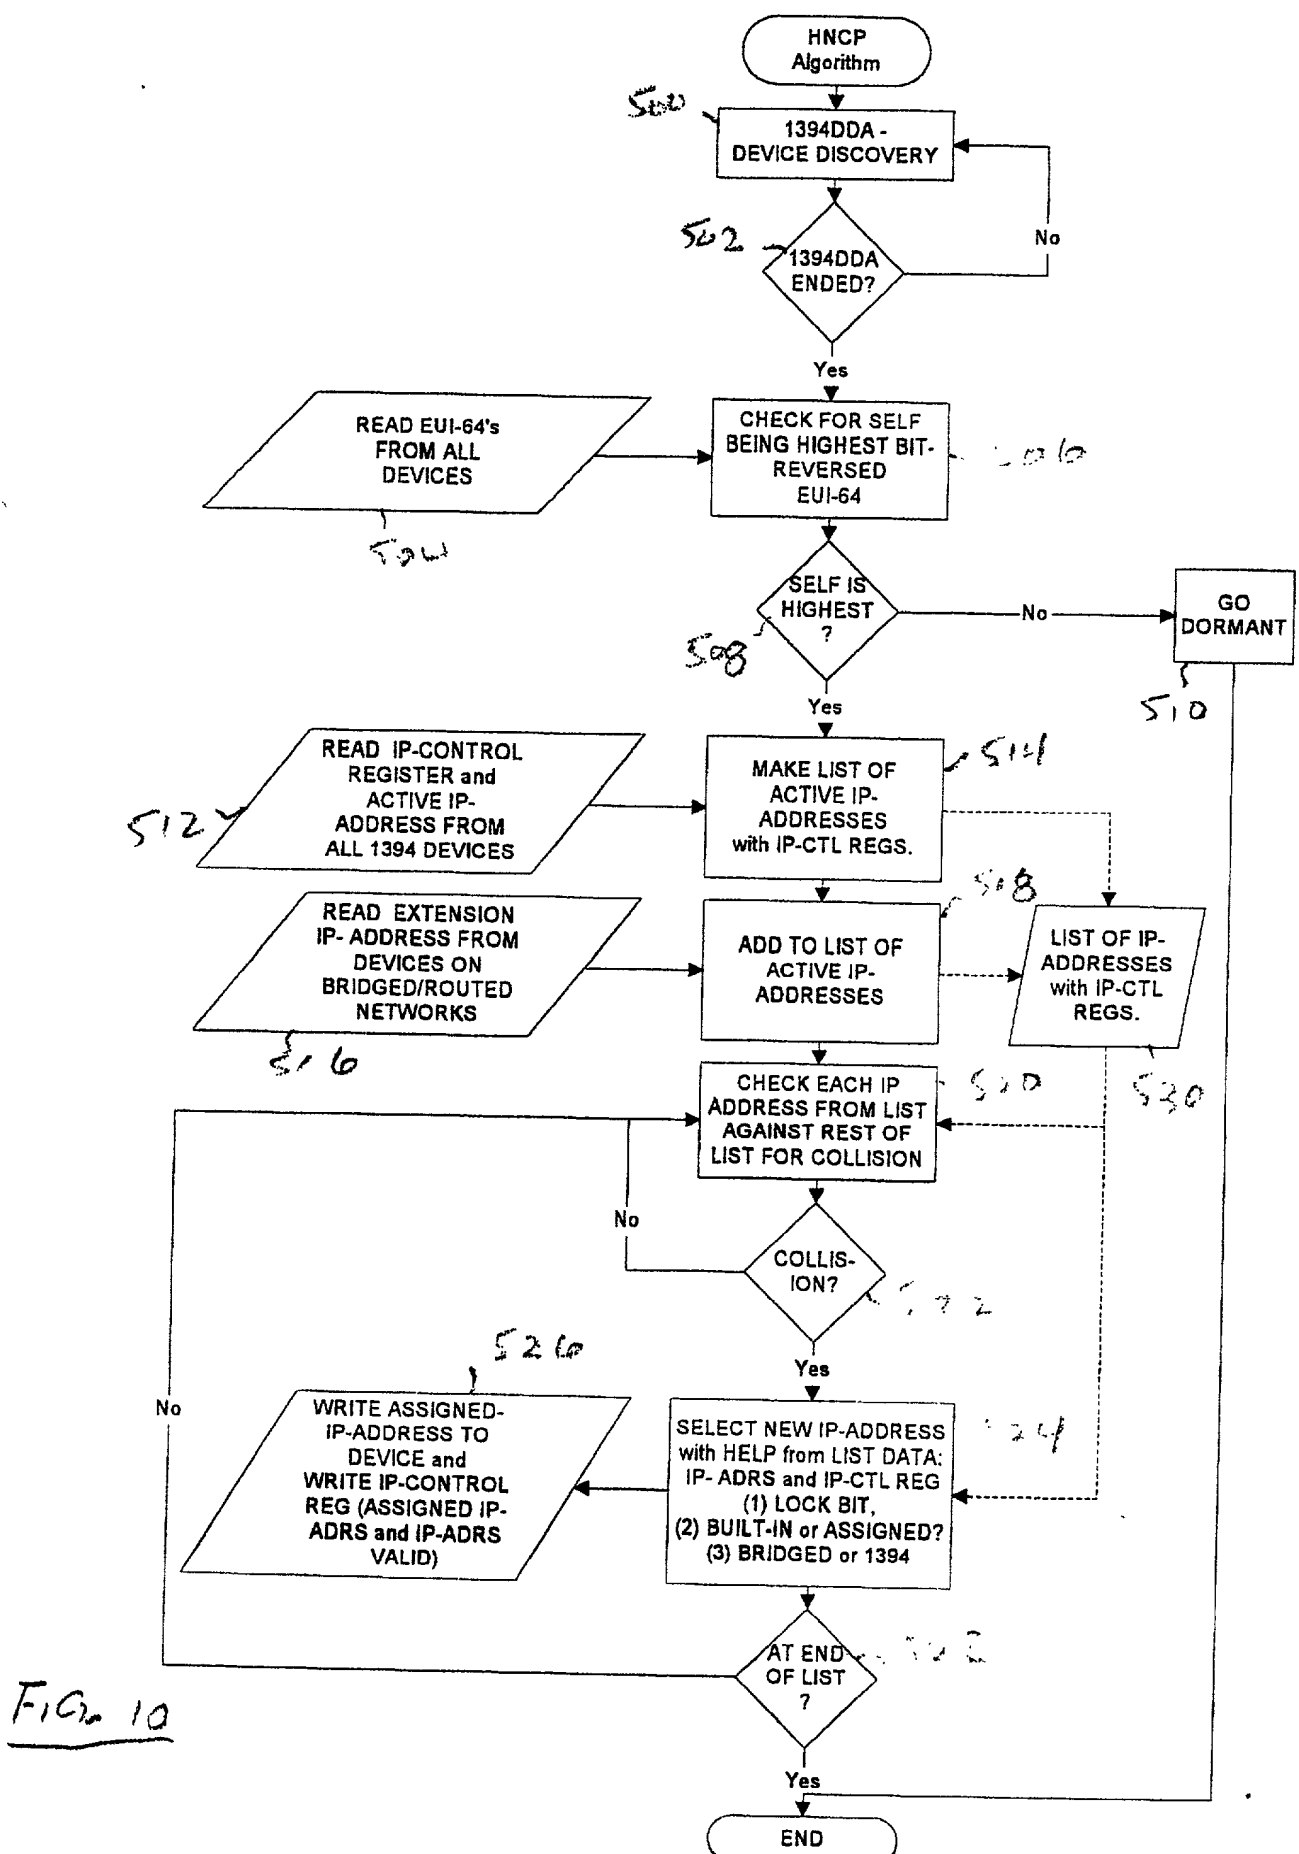 HNCP
Algorithm
500
1394DDA -
DEVICE DISCOVERY
502
1394DDA
ENDED?
No
Yes
READ EUI-64's
FROM ALL
DEVICES
504
CHECK FOR SELF
BEING HIGHEST BIT-
REVERSED
EUI-64
506
SELF IS
HIGHEST
?
508
No
GO
DORMANT
510
Yes
READ IP-CONTROL
REGISTER and
ACTIVE IP-
ADDRESS FROM
ALL 1394 DEVICES
512
MAKE LIST OF
ACTIVE IP-
ADDRESSES
with IP-CTL REGS.
514
READ EXTENSION
IP- ADDRESS FROM
DEVICES ON
BRIDGED/ROUTED
NETWORKS
516
ADD TO LIST OF
ACTIVE IP-
ADDRESSES
518
LIST OF IP-
ADDRESSES
with IP-CTL
REGS.
530
CHECK EACH IP
ADDRESS FROM LIST
AGAINST REST OF
LIST FOR COLLISION
520
No
COLLIS-
ION?
522
Yes
526
No
WRITE ASSIGNED-
IP-ADDRESS TO
DEVICE and
WRITE IP-CONTROL
REG (ASSIGNED IP-
ADRS and IP-ADRS
VALID)
SELECT NEW IP-ADDRESS
with HELP from LIST DATA:
IP- ADRS and IP-CTL REG
(1) LOCK BIT,
(2) BUILT-IN or ASSIGNED?
(3) BRIDGED or 1394
524
AT END
OF LIST
?
FIG. 10
Yes
END